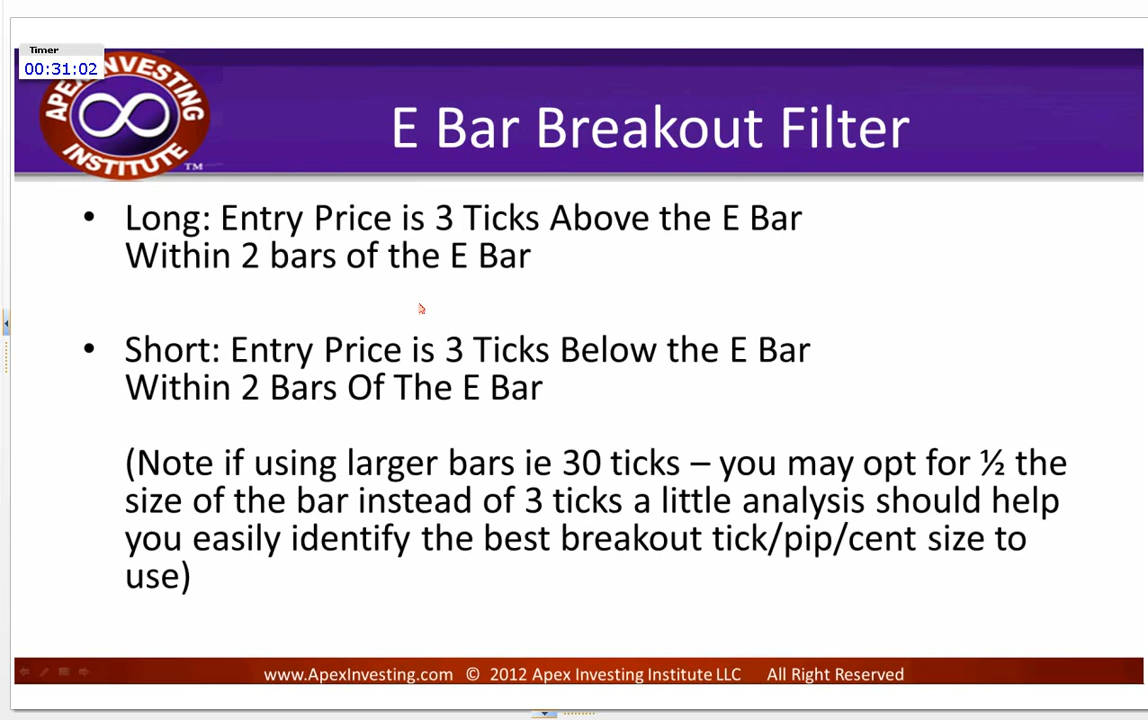 Timer
00:31:02
APEX INVESTING
INSTITUTE ™
E Bar Breakout Filter
• Long: Entry Price is 3 Ticks Above the E Bar
Within 2 bars of the E Bar
• Short: Entry Price is 3 Ticks Below the E Bar
Within 2 Bars Of The E Bar
(Note if using larger bars ie 30 ticks – you may opt for ½ the
size of the bar instead of 3 ticks a little analysis should help
you easily identify the best breakout tick/pip/cent size to
use)
www.ApexInvesting.com © 2012 Apex Investing Institute LLC All Right Reserved